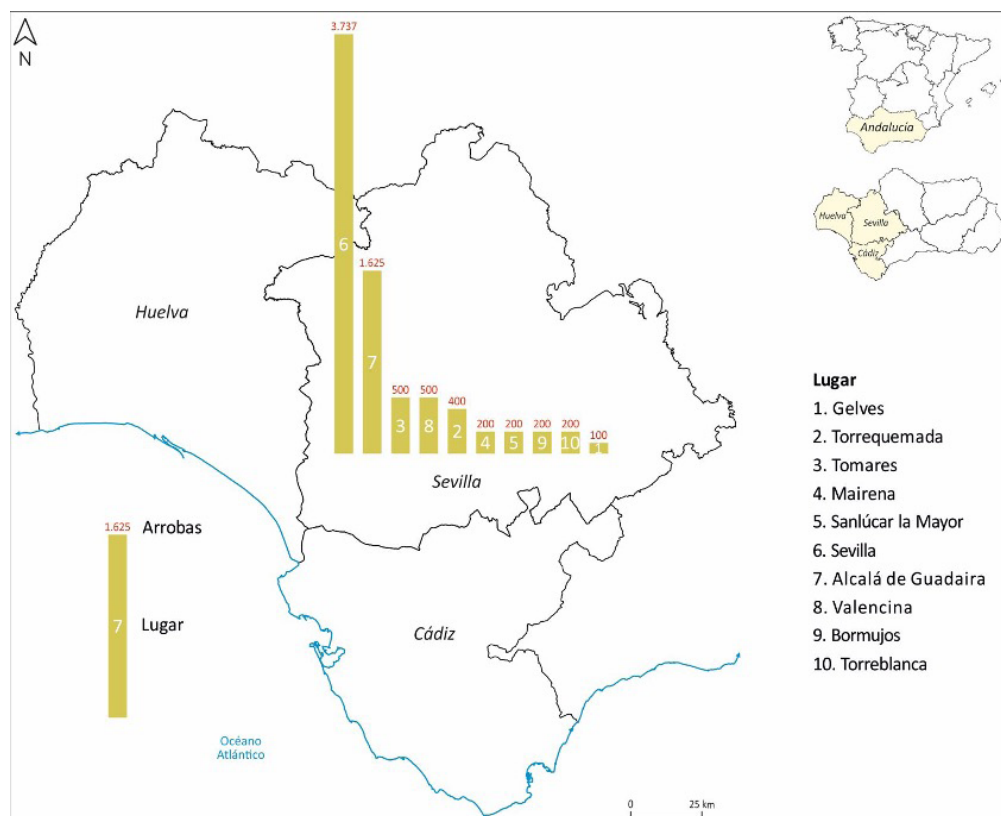 N
3.737
6
1.625
7
500
3
500
8
400
2
200
4
200
5
200
9
200
10
100
1
Huelva
Sevilla
Cádiz
1.625
Arrobas
7
Lugar
Océano
Atlántico
0 25 km
Andalucía
Huelva
Sevilla
Cádiz
Lugar
1. Gelves
2. Torrequemada
3. Tomares
4. Mairena
5. Sanlúcar la Mayor
6. Sevilla
7. Alcalá de Guadaira
8. Valencina
9. Bormujos
10. Torreblanca